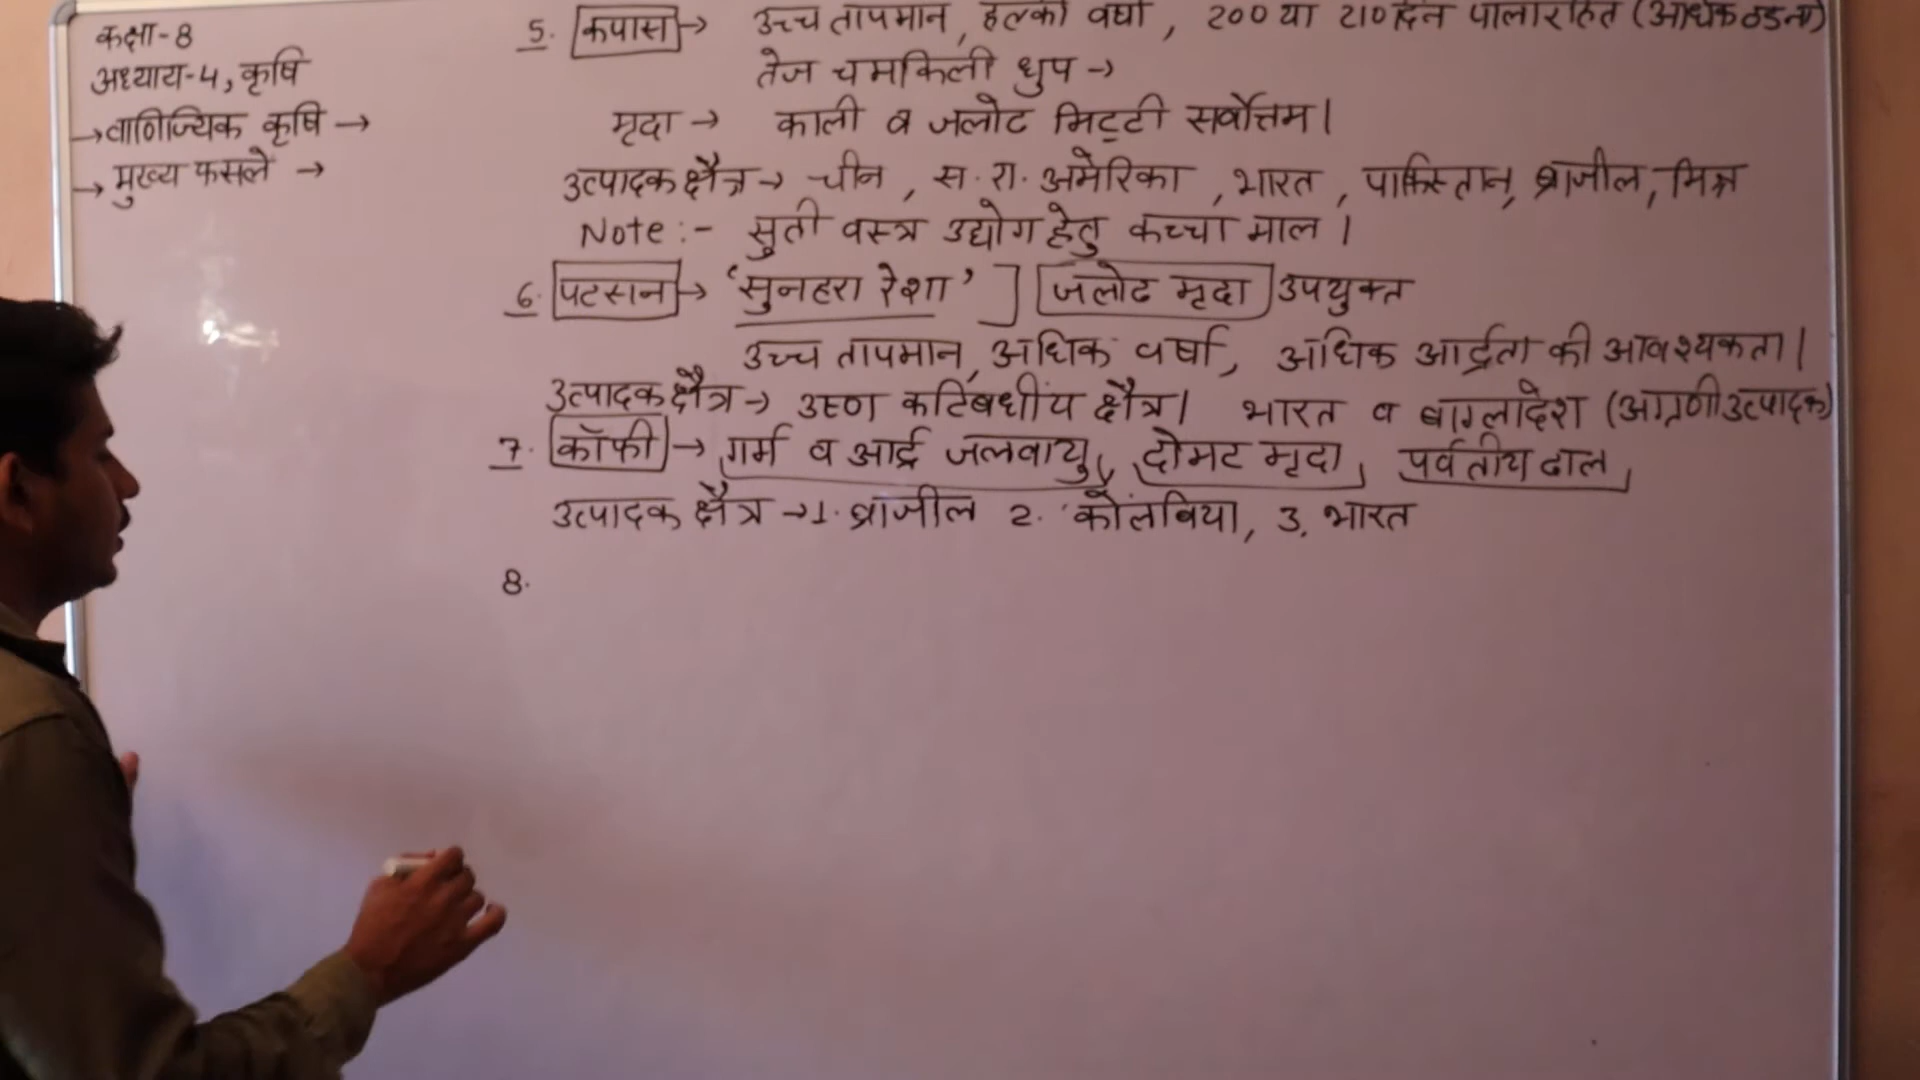 कक्षा-8
अध्याय-4, कृषि
→वाणिज्यिक कृषि →
→ मुख्य फसले →
5. कपास → उच्च तापमान, हल्की वर्षा, 200 या 210 दिन पालारहित (अधिक ठंड ना)
तेज चमकिली धुप →
मृदा → काली व जलोट मिट्टी सर्वोत्तम।
उत्पादक क्षैत्र → चीन, स. रा. अमेरिका, भारत, पाकिस्तान, ब्राजील, मिस्र
Note:- सुती वस्त्र उद्योग हेतु कच्चा माल।
6. पटसन → 'सुनहरा रेशा' ] जलोढ मृदा उपयुक्त
उच्च तापमान, अधिक वर्षा, अधिक आर्द्रता की आवश्यकता।
उत्पादक क्षैत्र → उष्ण कटिबंधीय क्षैत्र। भारत व बांग्लादेश (अग्रणी उत्पादक)
7. कॉफी → गर्म व आर्द्र जलवायु, दोमट मृदा, पर्वतीय ढाल,
उत्पादक क्षैत्र → 1. ब्राजील 2. कोलंबिया, 3. भारत
8.